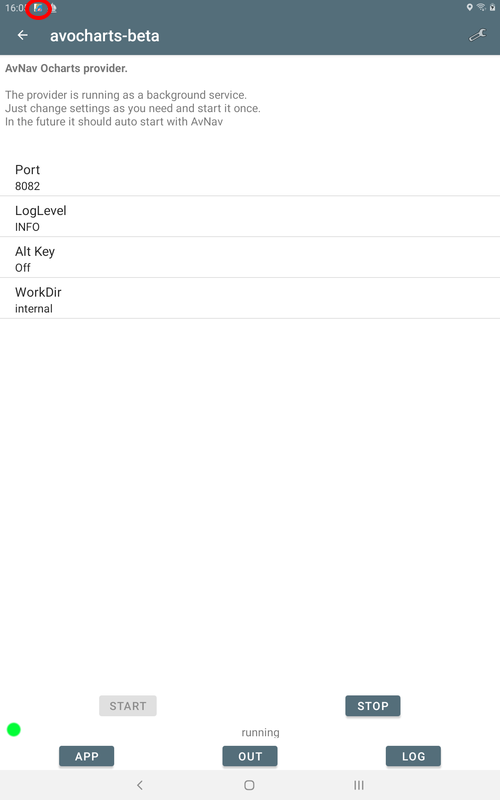 avocharts-beta
AvNav Ocharts provider.
The provider is running as a background service.
Just change settings as you need and start it once.
In the future it should auto start with AvNav
Port
8082
LogLevel
INFO
Alt Key
Off
WorkDir
internal
START
STOP
running
APP
OUT
LOG